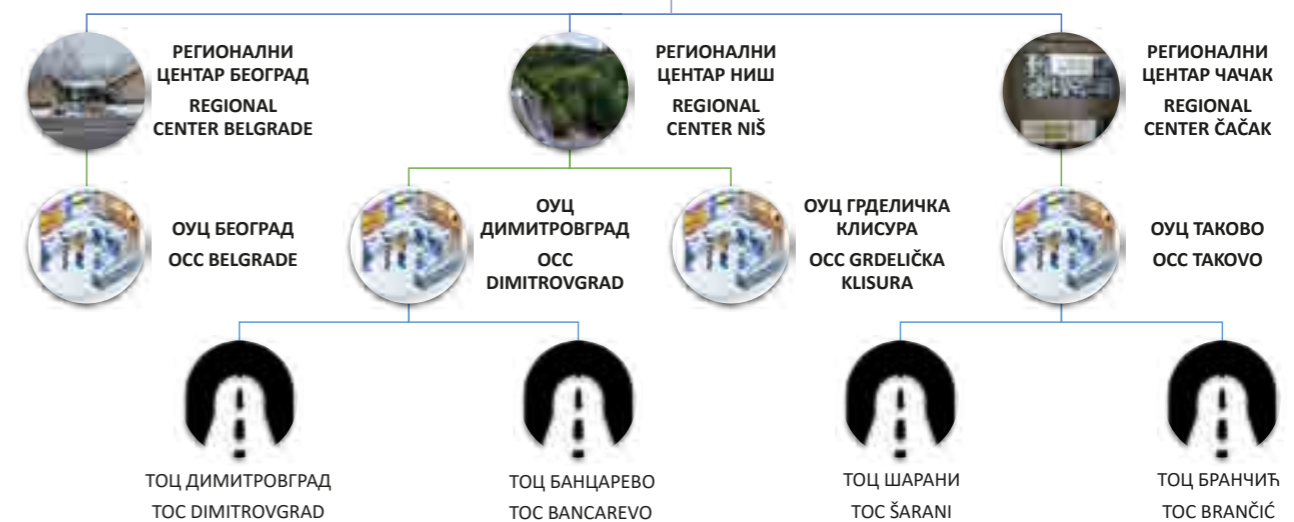 РЕГИОНАЛНИ
ЦЕНТАР БЕОГРАД
REGIONAL
CENTER BELGRADE
РЕГИОНАЛНИ
ЦЕНТАР НИШ
REGIONAL
CENTER NIŠ
РЕГИОНАЛНИ
ЦЕНТАР ЧАЧАК
REGIONAL
CENTER ČAČAK
ОУЦ БЕОГРАД
OCC BELGRADE
ОУЦ
ДИМИТРОВГРАД
OCC
DIMITROVGRAD
ОУЦ ГРДЕЛИЧКА
КЛИСУРА
OCC GRDELIČKA
KLISURA
ОУЦ ТАКОВО
OCC TAKOVO
ТОЦ ДИМИТРОВГРАД
TOC DIMITROVGRAD
ТОЦ БАНЦАРЕВО
TOC BANCAREVO
ТОЦ ШАРАНИ
TOC ŠARANI
ТОЦ БРАНЧИЋ
TOC BRANČIĆ